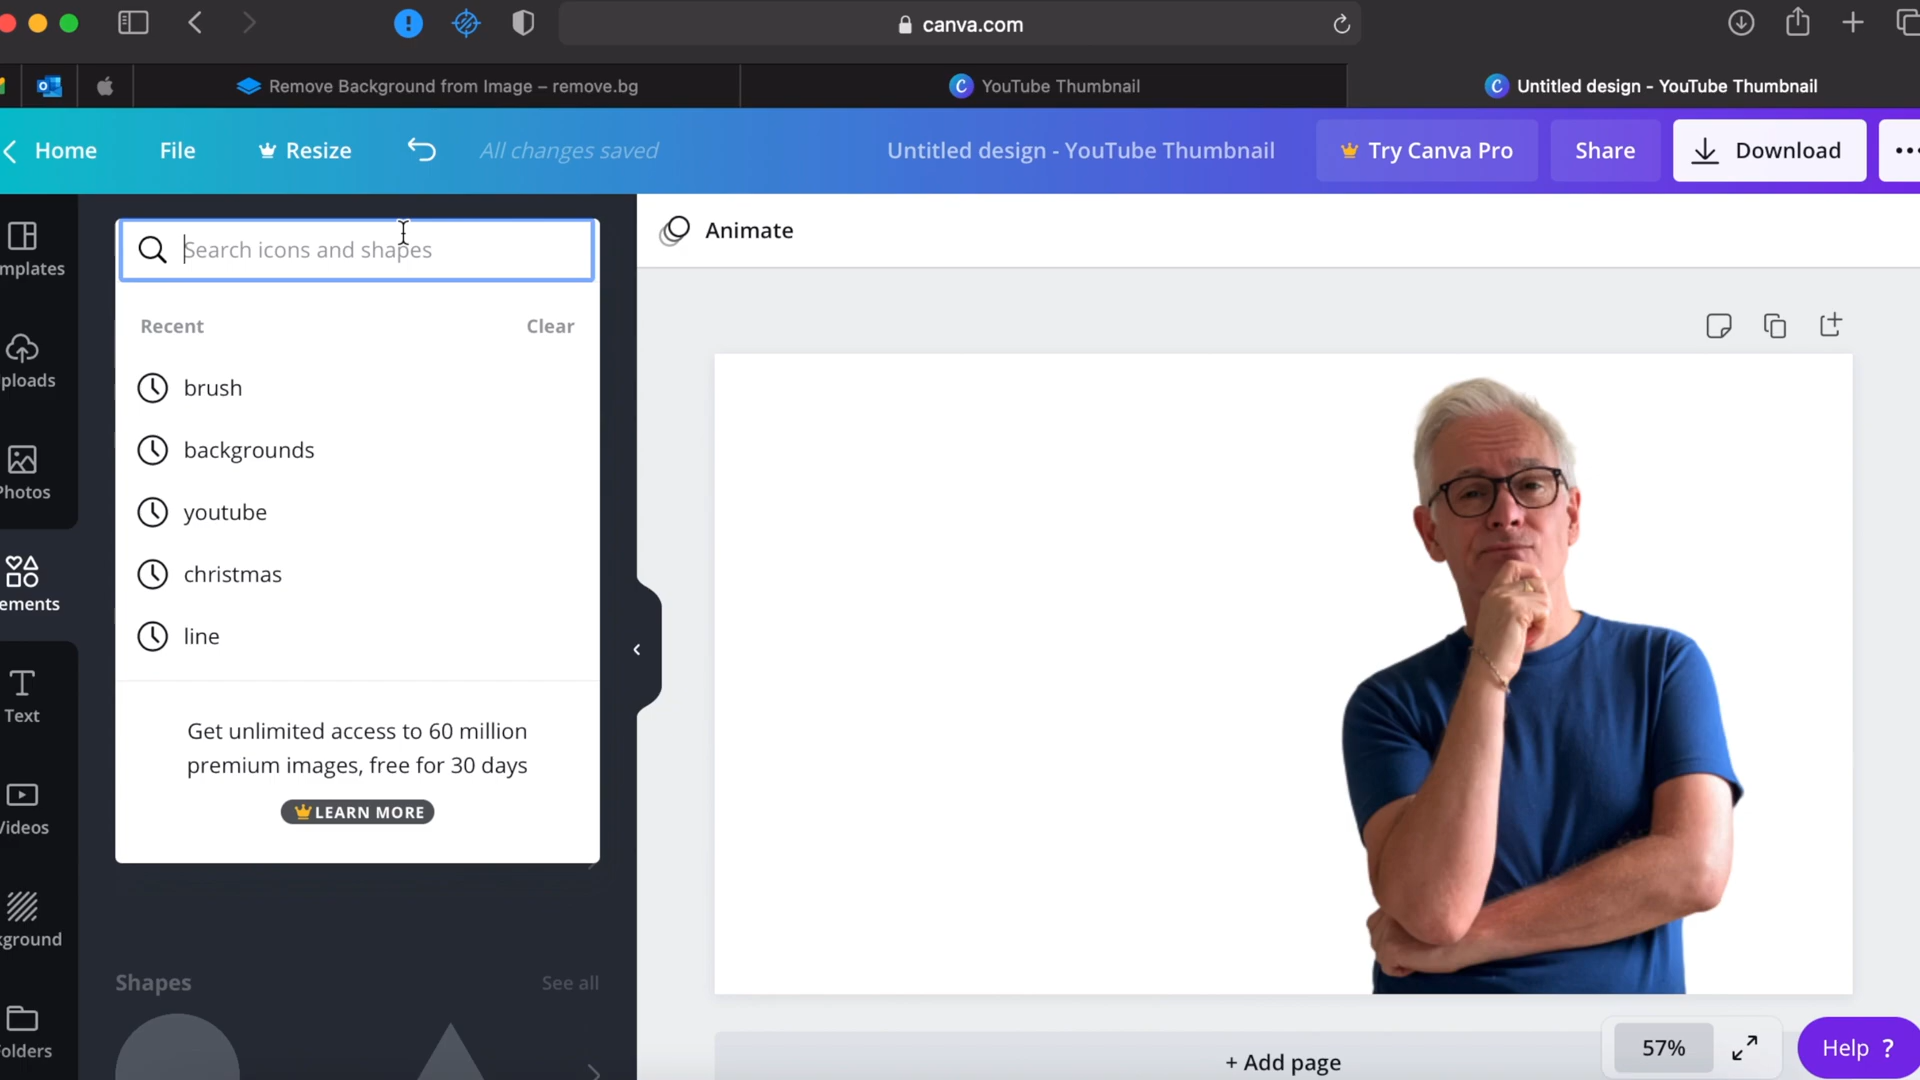 canva.com
Remove Background from Image – remove.bg
YouTube Thumbnail
Untitled design - YouTube Thumbnail
Home
File
Resize
All changes saved
Untitled design - YouTube Thumbnail
Try Canva Pro
Share
Download
Search icons and shapes
Animate
Recent
Clear
brush
backgrounds
youtube
christmas
line
Get unlimited access to 60 million
premium images, free for 30 days
LEARN MORE
mplates
ploads
Photos
ements
Text
Videos
kground
olders
Shapes
See all
+ Add page
57%
Help ?